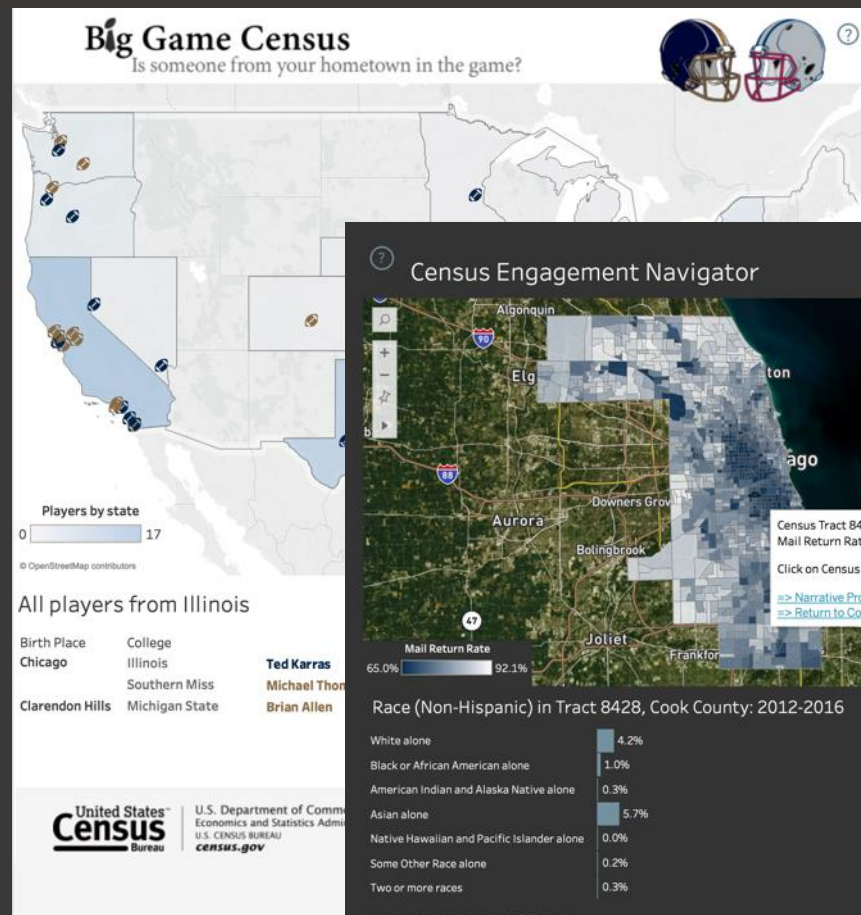 Big Game Census
Is someone from your hometown in the game?
?
Players by state
0 17
© OpenStreetMap contributors
All players from Illinois
Birth Place College
Chicago Illinois Ted Karras
Southern Miss Michael
Clarendon Hills Michigan State Brian Allen
United States™
Census
Bureau
U.S. Department of
Economics and Statistics
U.S. CENSUS BUREAU
census.gov
?
Census Engagement Navigator
Algonquin
90
Elg
ton
ago
88
Downers Grov
Aurora
Bolingbrook
47
Joliet
Frankfor
Census Tract 84
Mail Return Rat
Click on Census
=> Narrative Pro
=> Return to Co
Mail Return Rate
65.0% 92.1%
Race (Non-Hispanic) in Tract 8428, Cook County: 2012-2016
White alone 4.2%
Black or African American alone 1.0%
American Indian and Alaska Native alone 0.3%
Asian alone 5.7%
Native Hawaiian and Pacific Islander alone 0.0%
Some Other Race alone 0.2%
Two or more races 0.3%